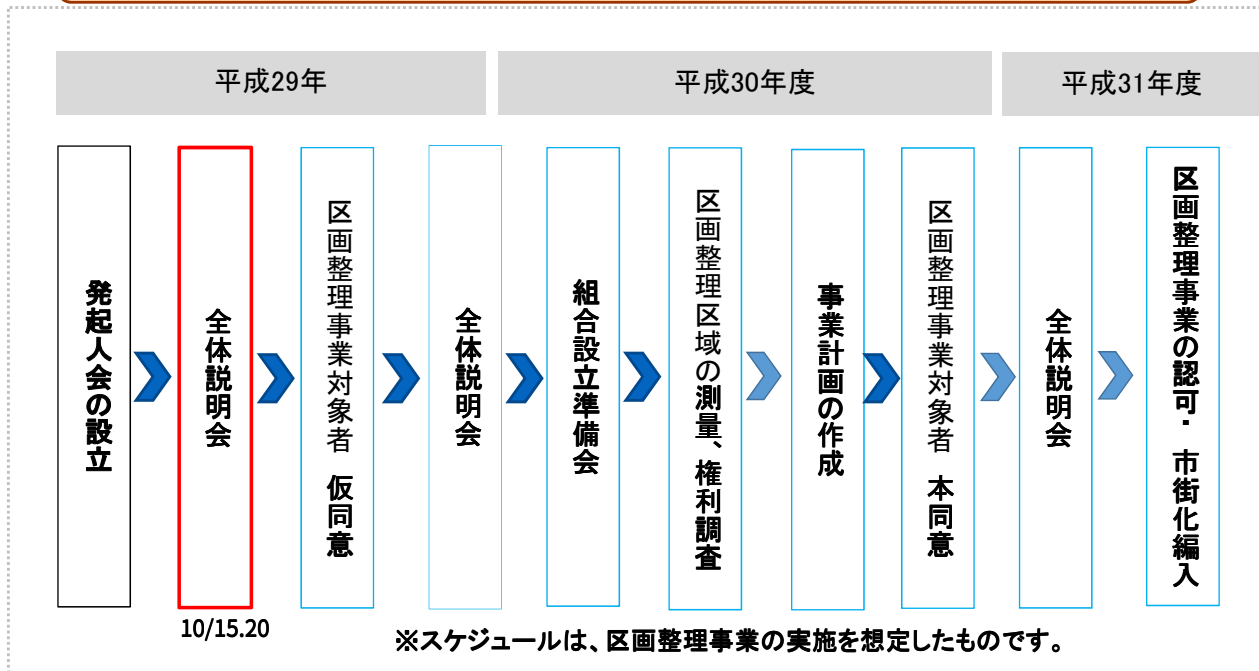 平成29年
平成30年度
平成31年度
発起人会の設立
全体説明会
区画整理事業対象者 仮同意
全体説明会
組合設立準備会
区画整理区域の測量、権利調査
事業計画の作成
区画整理事業対象者 本同意
全体説明会
区画整理事業の認可・ 市街化編入
10/15.20
※スケジュールは、区画整理事業の実施を想定したものです。